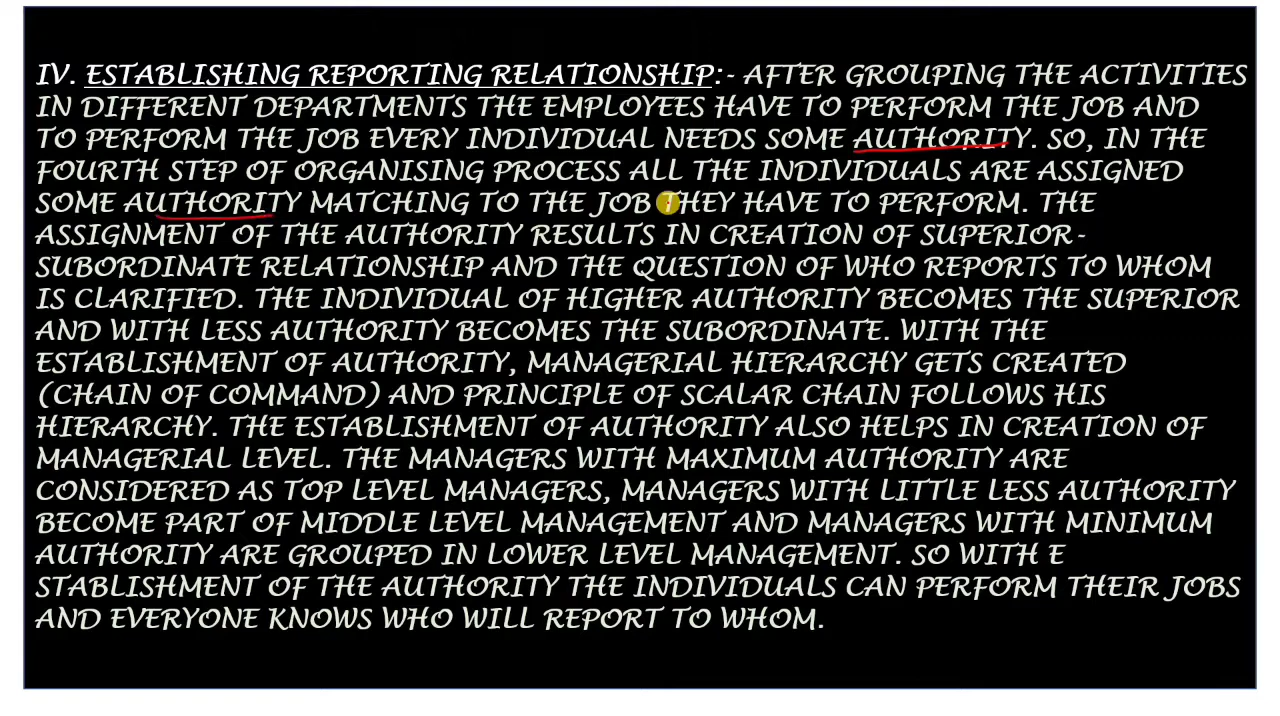 IV. ESTABLISHING REPORTING RELATIONSHIP:- AFTER GROUPING THE ACTIVITIES
IN DIFFERENT DEPARTMENTS THE EMPLOYEES HAVE TO PERFORM THE JOB AND
TO PERFORM THE JOB EVERY INDIVIDUAL NEEDS SOME AUTHORITY. SO, IN THE
FOURTH STEP OF ORGANISING PROCESS ALL THE INDIVIDUALS ARE ASSIGNED
SOME AUTHORITY MATCHING TO THE JOB THEY HAVE TO PERFORM. THE
ASSIGNMENT OF THE AUTHORITY RESULTS IN CREATION OF SUPERIOR-
SUBORDINATE RELATIONSHIP AND THE QUESTION OF WHO REPORTS TO WHOM
IS CLARIFIED. THE INDIVIDUAL OF HIGHER AUTHORITY BECOMES THE SUPERIOR
AND WITH LESS AUTHORITY BECOMES THE SUBORDINATE. WITH THE
ESTABLISHMENT OF AUTHORITY, MANAGERIAL HIERARCHY GETS CREATED
(CHAIN OF COMMAND) AND PRINCIPLE OF SCALAR CHAIN FOLLOWS HIS
HIERARCHY. THE ESTABLISHMENT OF AUTHORITY ALSO HELPS IN CREATION OF
MANAGERIAL LEVEL. THE MANAGERS WITH MAXIMUM AUTHORITY ARE
CONSIDERED AS TOP LEVEL MANAGERS, MANAGERS WITH LITTLE LESS AUTHORITY
BECOME PART OF MIDDLE LEVEL MANAGEMENT AND MANAGERS WITH MINIMUM
AUTHORITY ARE GROUPED IN LOWER LEVEL MANAGEMENT. SO WITH E
STABLISHMENT OF THE AUTHORITY THE INDIVIDUALS CAN PERFORM THEIR JOBS
AND EVERYONE KNOWS WHO WILL REPORT TO WHOM.